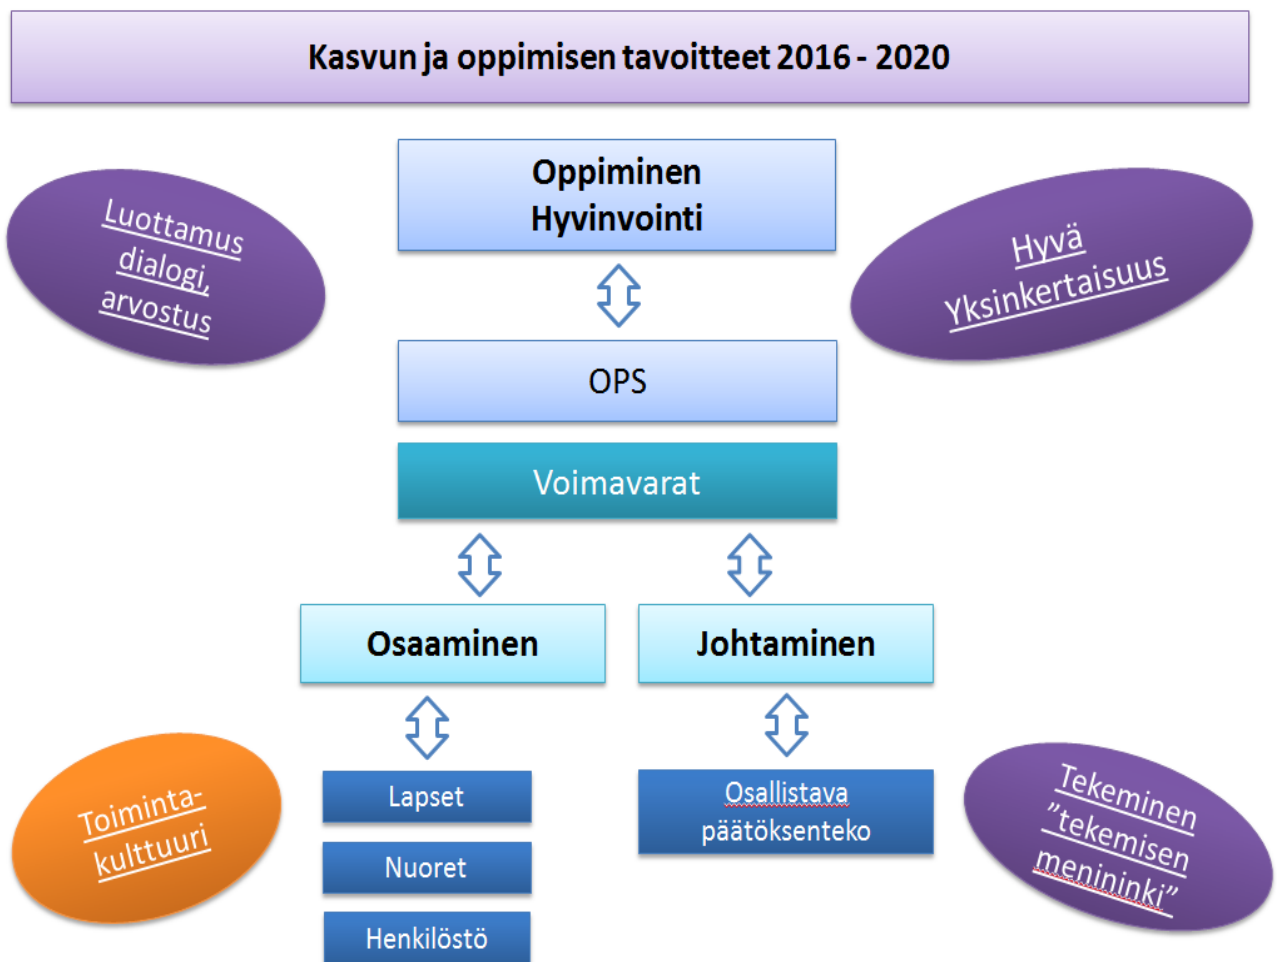 Kasvun ja oppimisen tavoitteet 2016 - 2020
Oppiminen
Hyvinvointi
Luottamus
dialogi,
arvostus
Hyvä
Yksinkertaisuus
OPS
Voimavarat
Osaaminen
Johtaminen
Toiminta-
kulttuuri
Lapset
Nuoret
Henkilöstö
Osallistava
päätöksenteko
Tekeminen
”tekemisen
menininki”